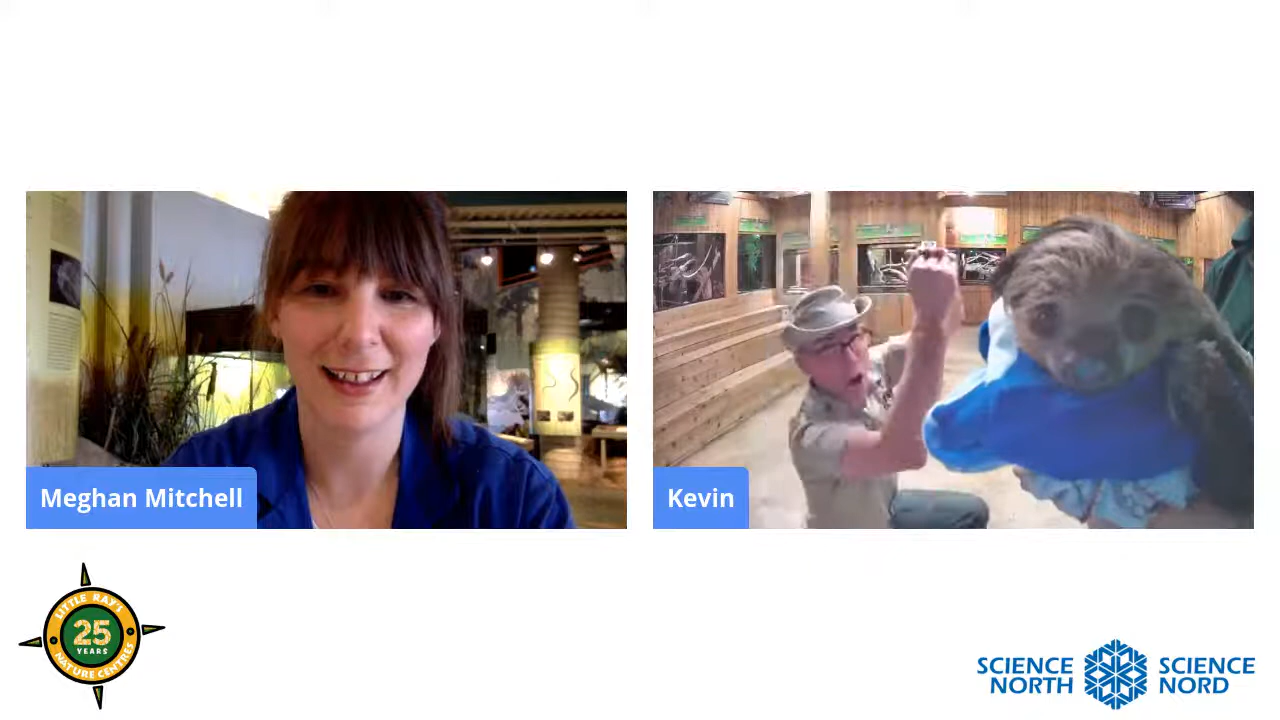 Meghan Mitchell
Kevin
LITTLE RAY'S
25
YEARS
NATURE CENTRES
SCIENCE
NORTH
SCIENCE
NORD